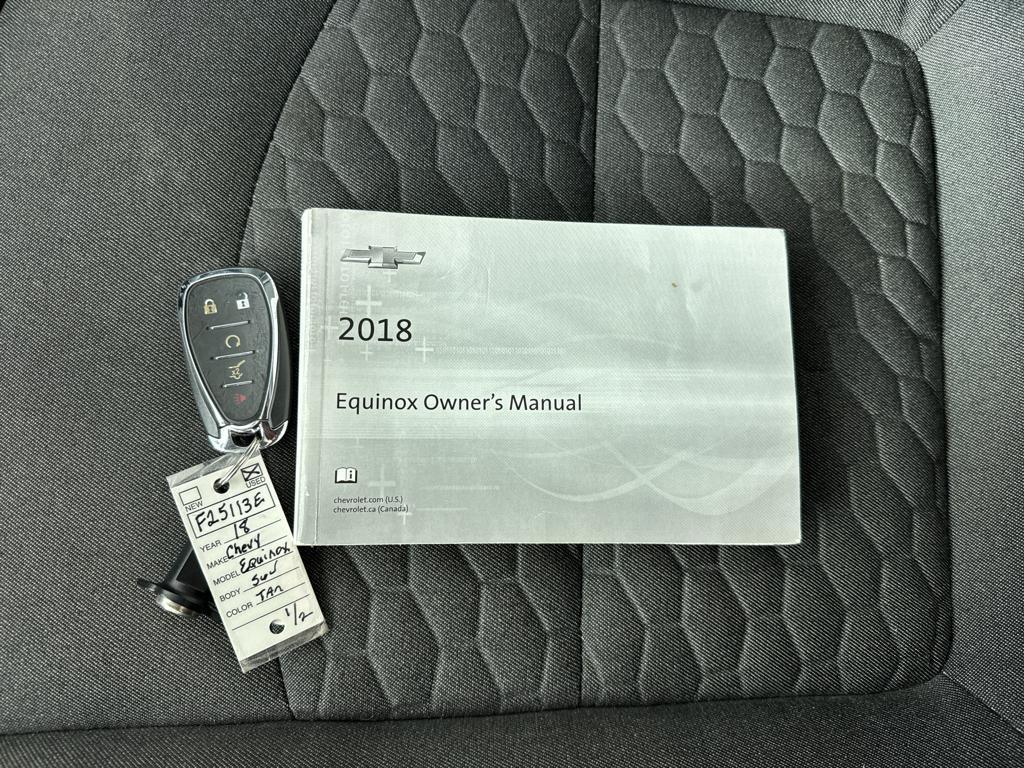 2018
Equinox Owner's Manual
chevrolet.com (U.S.)
chevrolet.ca (Canada)
NEW
USED
F25113E
YEAR 18
MAKE Chevy
MODEL EQUINOX
BODY SUV
COLOR TAN
1/2